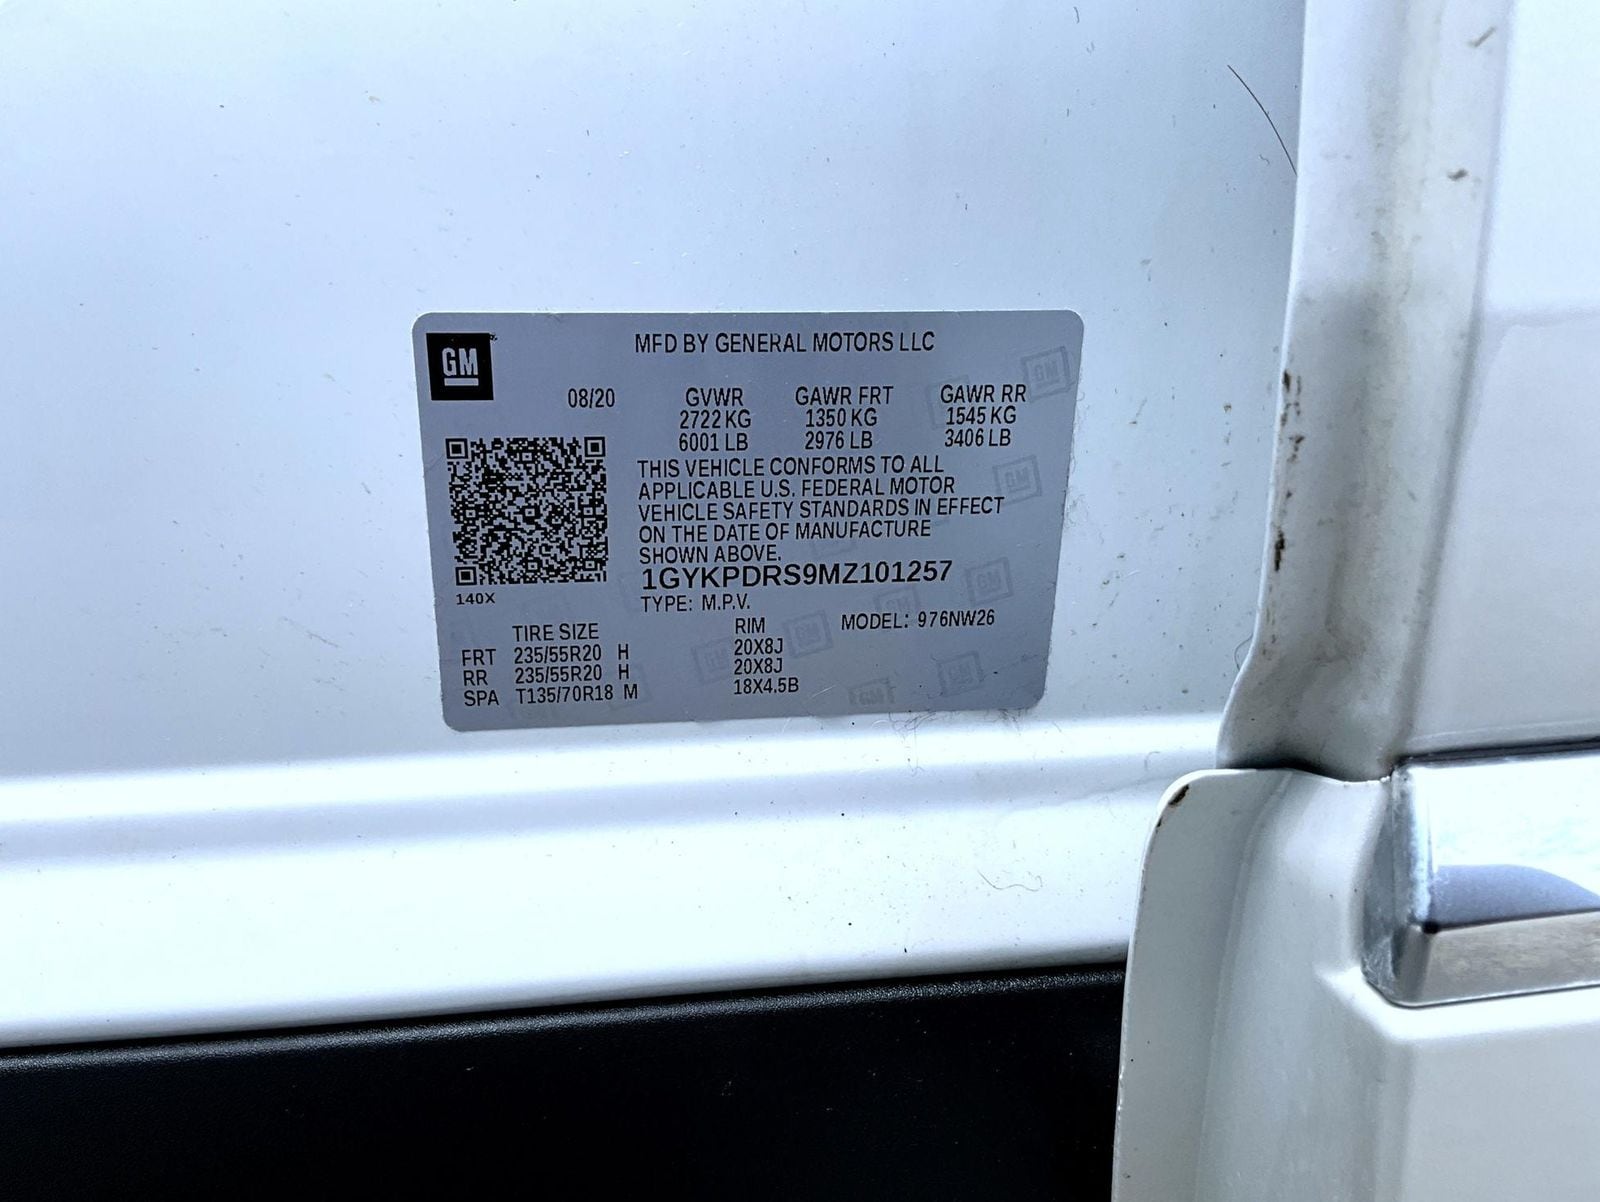 GM
MFD BY GENERAL MOTORS LLC
08/20 GVWR GAWR FRT GAWR RR
2722 KG 1350 KG 1545 KG
6001 LB 2976 LB 3406 LB
THIS VEHICLE CONFORMS TO ALL
APPLICABLE U.S. FEDERAL MOTOR
VEHICLE SAFETY STANDARDS IN EFFECT
ON THE DATE OF MANUFACTURE
SHOWN ABOVE.
1GYKPDRS9MZ101257
140X
TYPE: M.P.V.
MODEL: 976NW26
TIRE SIZE RIM
FRT 235/55R20 H 20X8J
RR 235/55R20 H 20X8J
SPA T135/70R18 M 18X4.5B